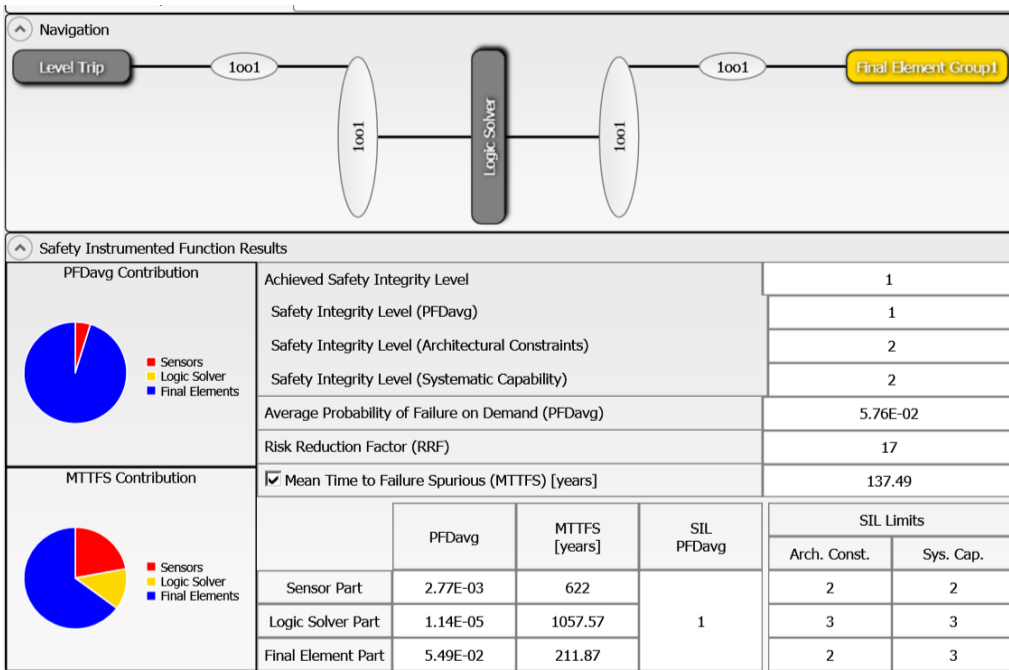 Navigation
Level Trip
1oo1
1oo1
Logic Solver
1oo1
1oo1
Final Element Group1
Safety Instrumented Function Results
PFDavg Contribution
Sensors
Logic Solver
Final Elements
Achieved Safety Integrity Level 1
Safety Integrity Level (PFDavg) 1
Safety Integrity Level (Architectural Constraints) 2
Safety Integrity Level (Systematic Capability) 2
Average Probability of Failure on Demand (PFDavg) 5.76E-02
Risk Reduction Factor (RRF) 17
MTTFS Contribution
Sensors
Logic Solver
Final Elements
Mean Time to Failure Spurious (MTTFS) [years] 137.49
PFDavg
MTTFS
[years]
SIL
PFDavg
SIL Limits
Arch. Const. Sys. Cap.
Sensor Part 2.77E-03 622 2 2
Logic Solver Part 1.14E-05 1057.57 1 3 3
Final Element Part 5.49E-02 211.87 2 3